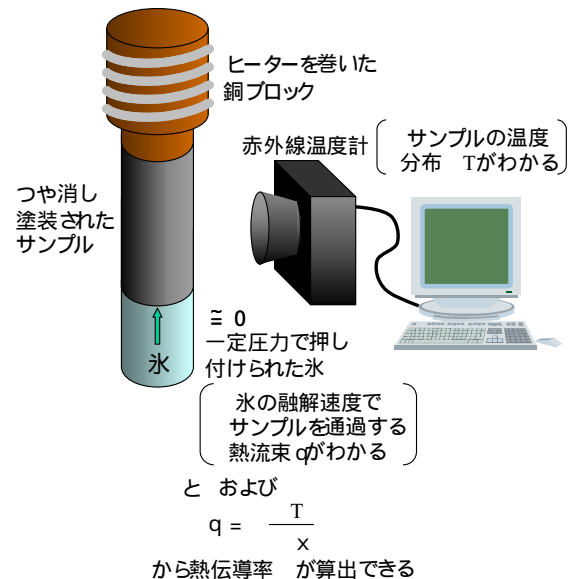 ヒーターを巻いた
銅ブロック
赤外線温度計
サンプルの温度
分布 Tがわかる
つや消し
塗装された
サンプル
≅ 0
一定圧力で押し
付けられた氷
氷
氷の融解速度で
サンプルを通過する
熱流束 qがわかる
と および
q = T
x
から熱伝導率 が算出できる